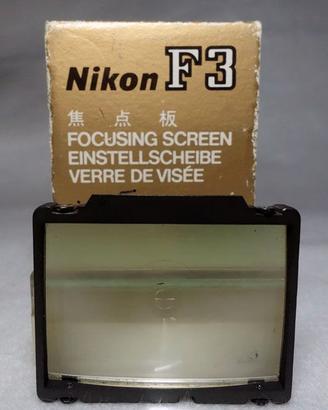 Nikon F3
焦点板
FOCUSING SCREEN
EINSTELLSCHEIBE
VERRE DE VISÉE